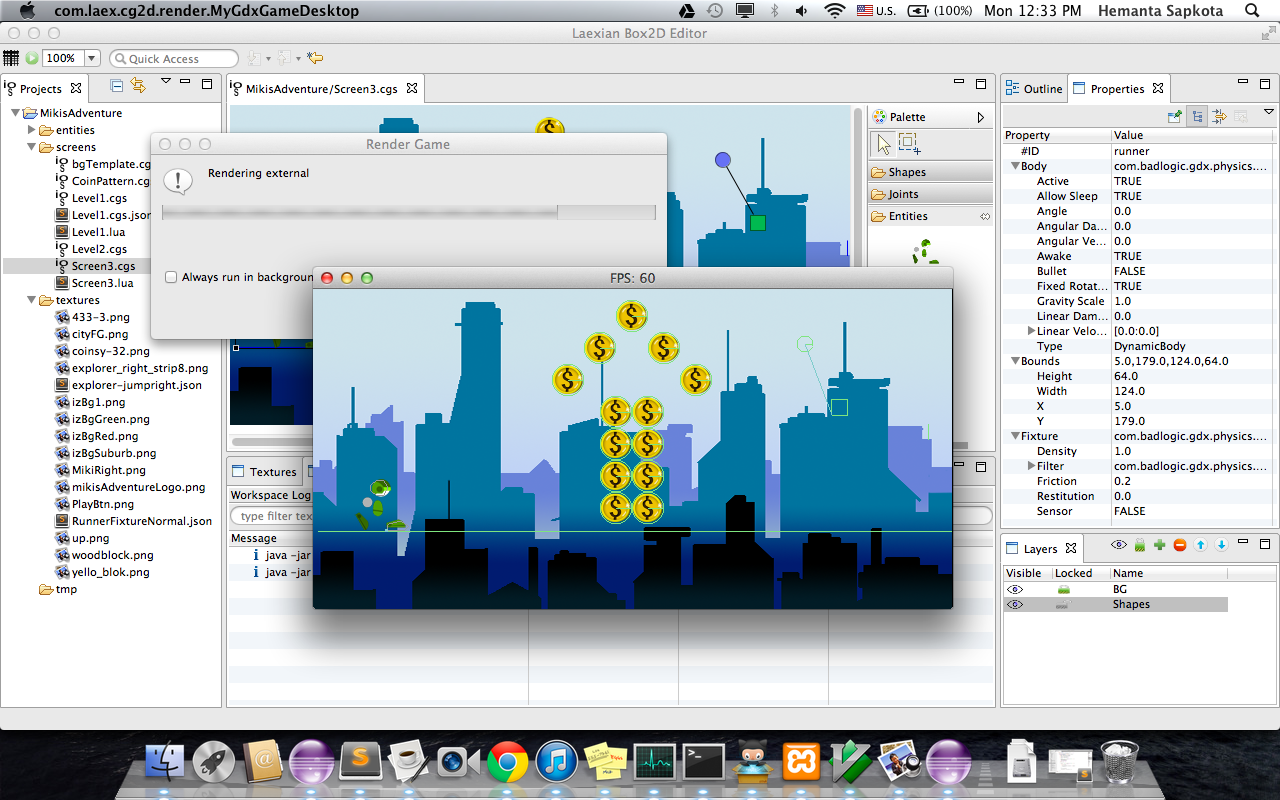 com.laex.cg2d.render.MyGdxGameDesktop
U.S.
(100%)
Mon 12:33 PM
Hemanta Sapkota
Laexian Box2D Editor
100%
Quick Access
Projects
MikisAdventure
entities
screens
bgTemplate.cg
CoinPattern.cg
Level1.cgs
Level1.cgs.json
Level1.lua
Level2.cgs
Screen3.cgs
Screen3.lua
textures
433-3.png
cityFG.png
coinsy-32.png
explorer_right_strip8.png
explorer-jumpright.json
izBg1.png
izBgGreen.png
izBgRed.png
izBgSuburb.png
MikiRight.png
mikisAdventureLogo.png
PlayBtn.png
RunnerFixtureNormal.json
up.png
woodblock.png
yello_blok.png
tmp
MikisAdventure/Screen3.cgs
Palette
Shapes
Joints
Entities
Render Game
Rendering external
Always run in backgroun
FPS: 60
Textures
Workspace Log
type filter tex
Message
java -jar
java -jar
Outline
Properties
Property Value
#ID runner
Body com.badlogic.gdx.physics....
Active TRUE
Allow Sleep TRUE
Angle 0.0
Angular Da... 0.0
Angular Ve... 0.0
Awake TRUE
Bullet FALSE
Fixed Rotat... TRUE
Gravity Scale 1.0
Linear Dam... 0.0
Linear Velo... [0.0:0.0]
Type DynamicBody
Bounds 5.0,179.0,124.0,64.0
Height 64.0
Width 124.0
X 5.0
Y 179.0
Fixture com.badlogic.gdx.physics....
Density 1.0
Filter com.badlogic.gdx.physics....
Friction 0.2
Restitution 0.0
Sensor FALSE
Layers
Visible Locked Name
BG
Shapes